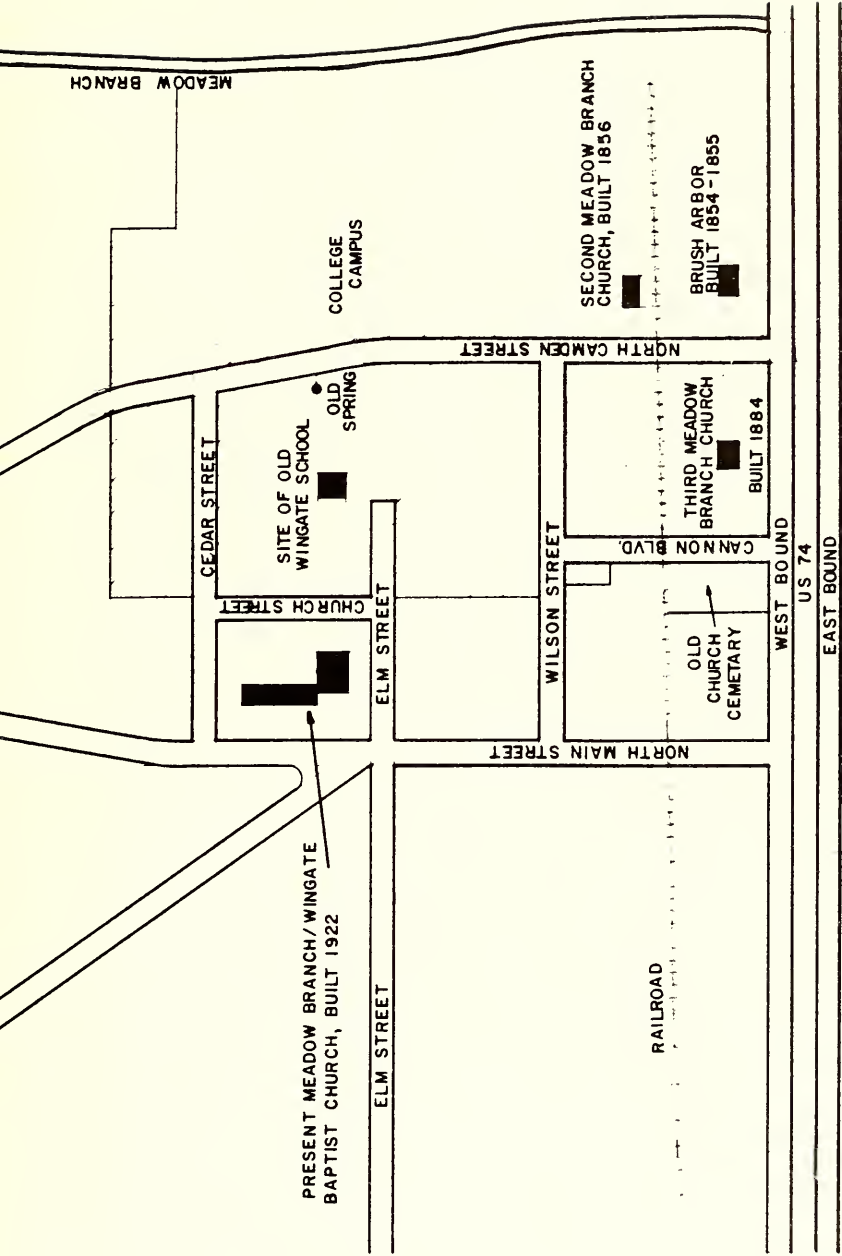 MEADOW BRANCH
COLLEGE
CAMPUS
SECOND MEADOW BRANCH
CHURCH, BUILT 1856
BRUSH ARBOR
BUILT 1854-1855
NORTH CAMDEN STREET
OLD
SPRING
SITE OF OLD
WINGATE SCHOOL
CEDAR STREET
CHURCH STREET
ELM STREET
WILSON STREET
THIRD MEADOW
BRANCH CHURCH
BUILT 1884
CANNON BLVD.
OLD
CHURCH
CEMETARY
WEST BOUND
US 74
EAST BOUND
NORTH MAIN STREET
PRESENT MEADOW BRANCH/WINGATE
BAPTIST CHURCH, BUILT 1922
ELM STREET
RAILROAD